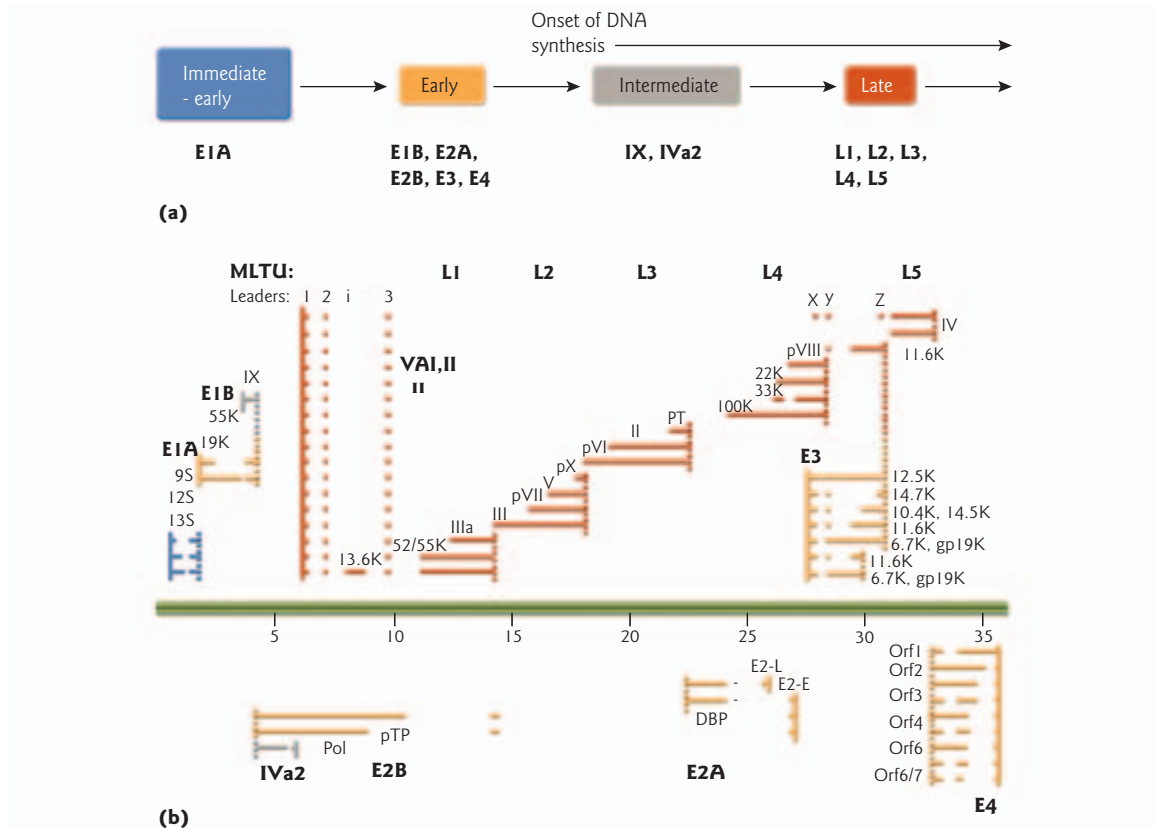 Onset of DNA
synthesis
Immediate
- early
Early
Intermediate
Late
E1A
E1B, E2A,
E2B, E3, E4
IX, IVa2
L1, L2, L3,
L4, L5
(a)
MLTU:
L1
L2
L3
L4
L5
Leaders:
1
2
i
3
X
y
Z
IV
11.6K
VAI,II
pVIII
22K
33K
100K
IX
E1B
55K
E1A
19K
9S
12S
13S
PT
II
pVI
pX
V
pVII
III
IIIa
52/55K
13.6K
E3
12.5K
14.7K
10.4K, 14.5K
11.6K
6.7K, gp19K
11.6K
6.7K, gp19K
5
10
15
20
25
30
35
Orf1
Orf2
Orf3
Orf4
Orf6
Orf6/7
E2-L
E2-E
DBP
pTP
Pol
IVa2
E2B
E2A
E4
(b)